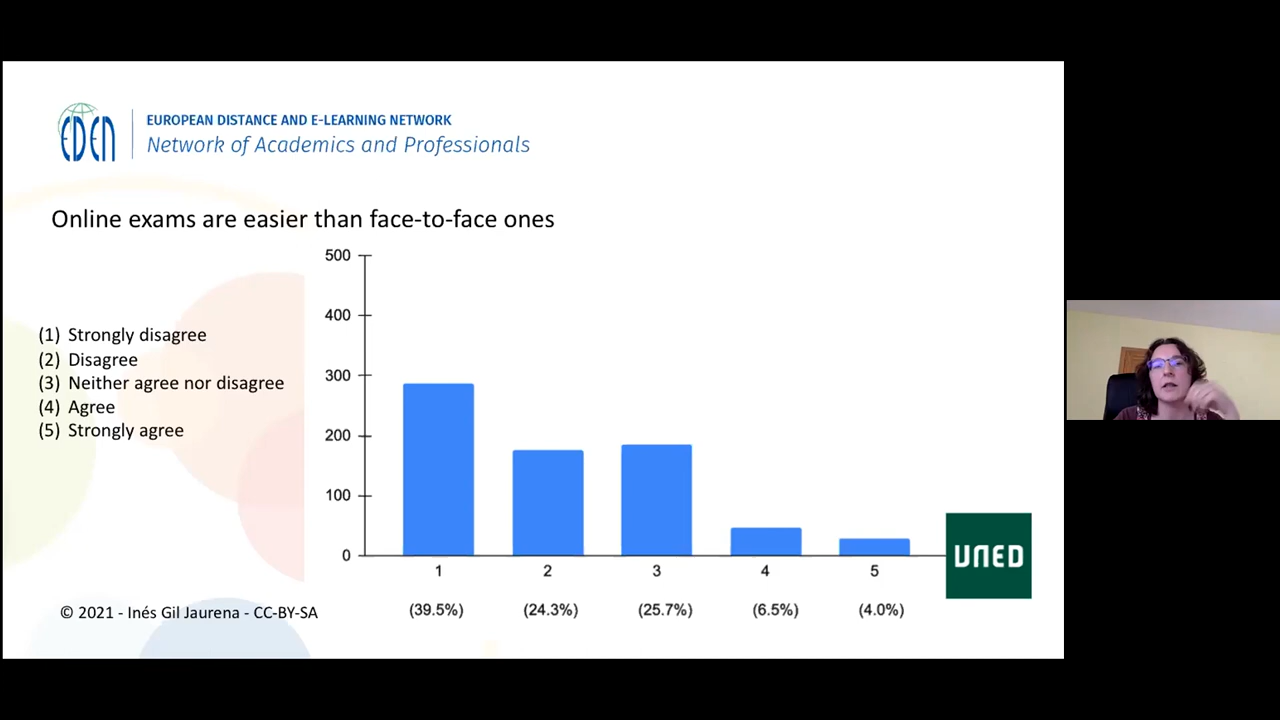 EDEN
EUROPEAN DISTANCE AND E-LEARNING NETWORK
Network of Academics and Professionals
Online exams are easier than face-to-face ones
(1) Strongly disagree
(2) Disagree
(3) Neither agree nor disagree
(4) Agree
(5) Strongly agree
500
400
300
200
100
0
1 2 3 4 5
(39.5%) (24.3%) (25.7%) (6.5%) (4.0%)
UNED
© 2021 - Inés Gil Jaurena - CC-BY-SA